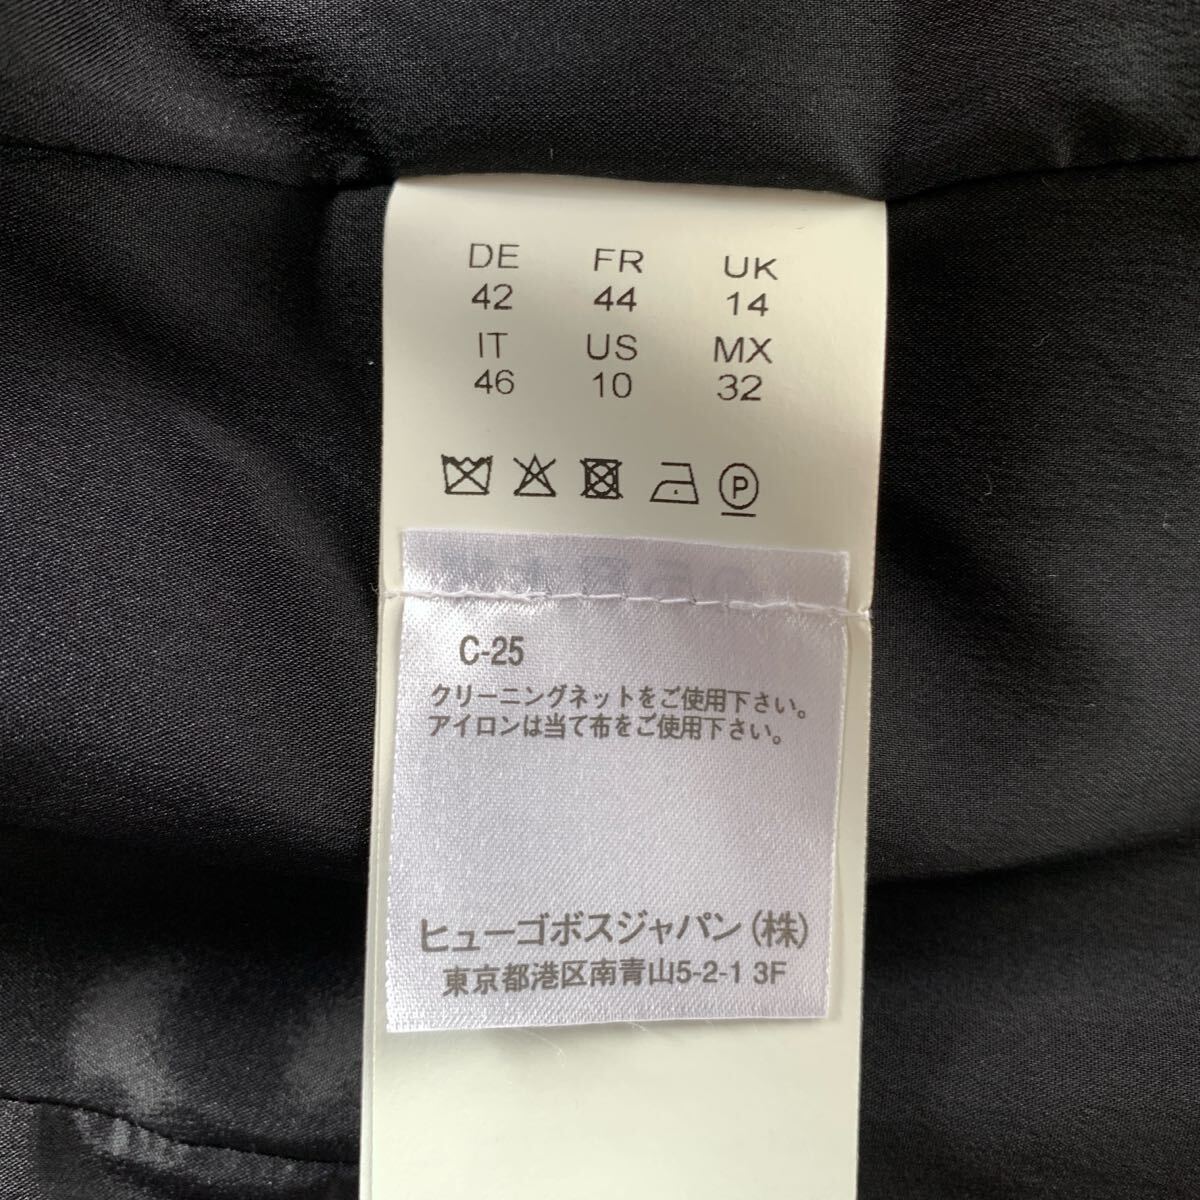 DE FR UK
42 44 14
IT US MX
46 10 32
P
C-25
クリーニングネットをご使用下さい。
アイロンは当て布をご使用下さい。
ヒューゴボスジャパン(株)
東京都港区南青山5-2-1 3F